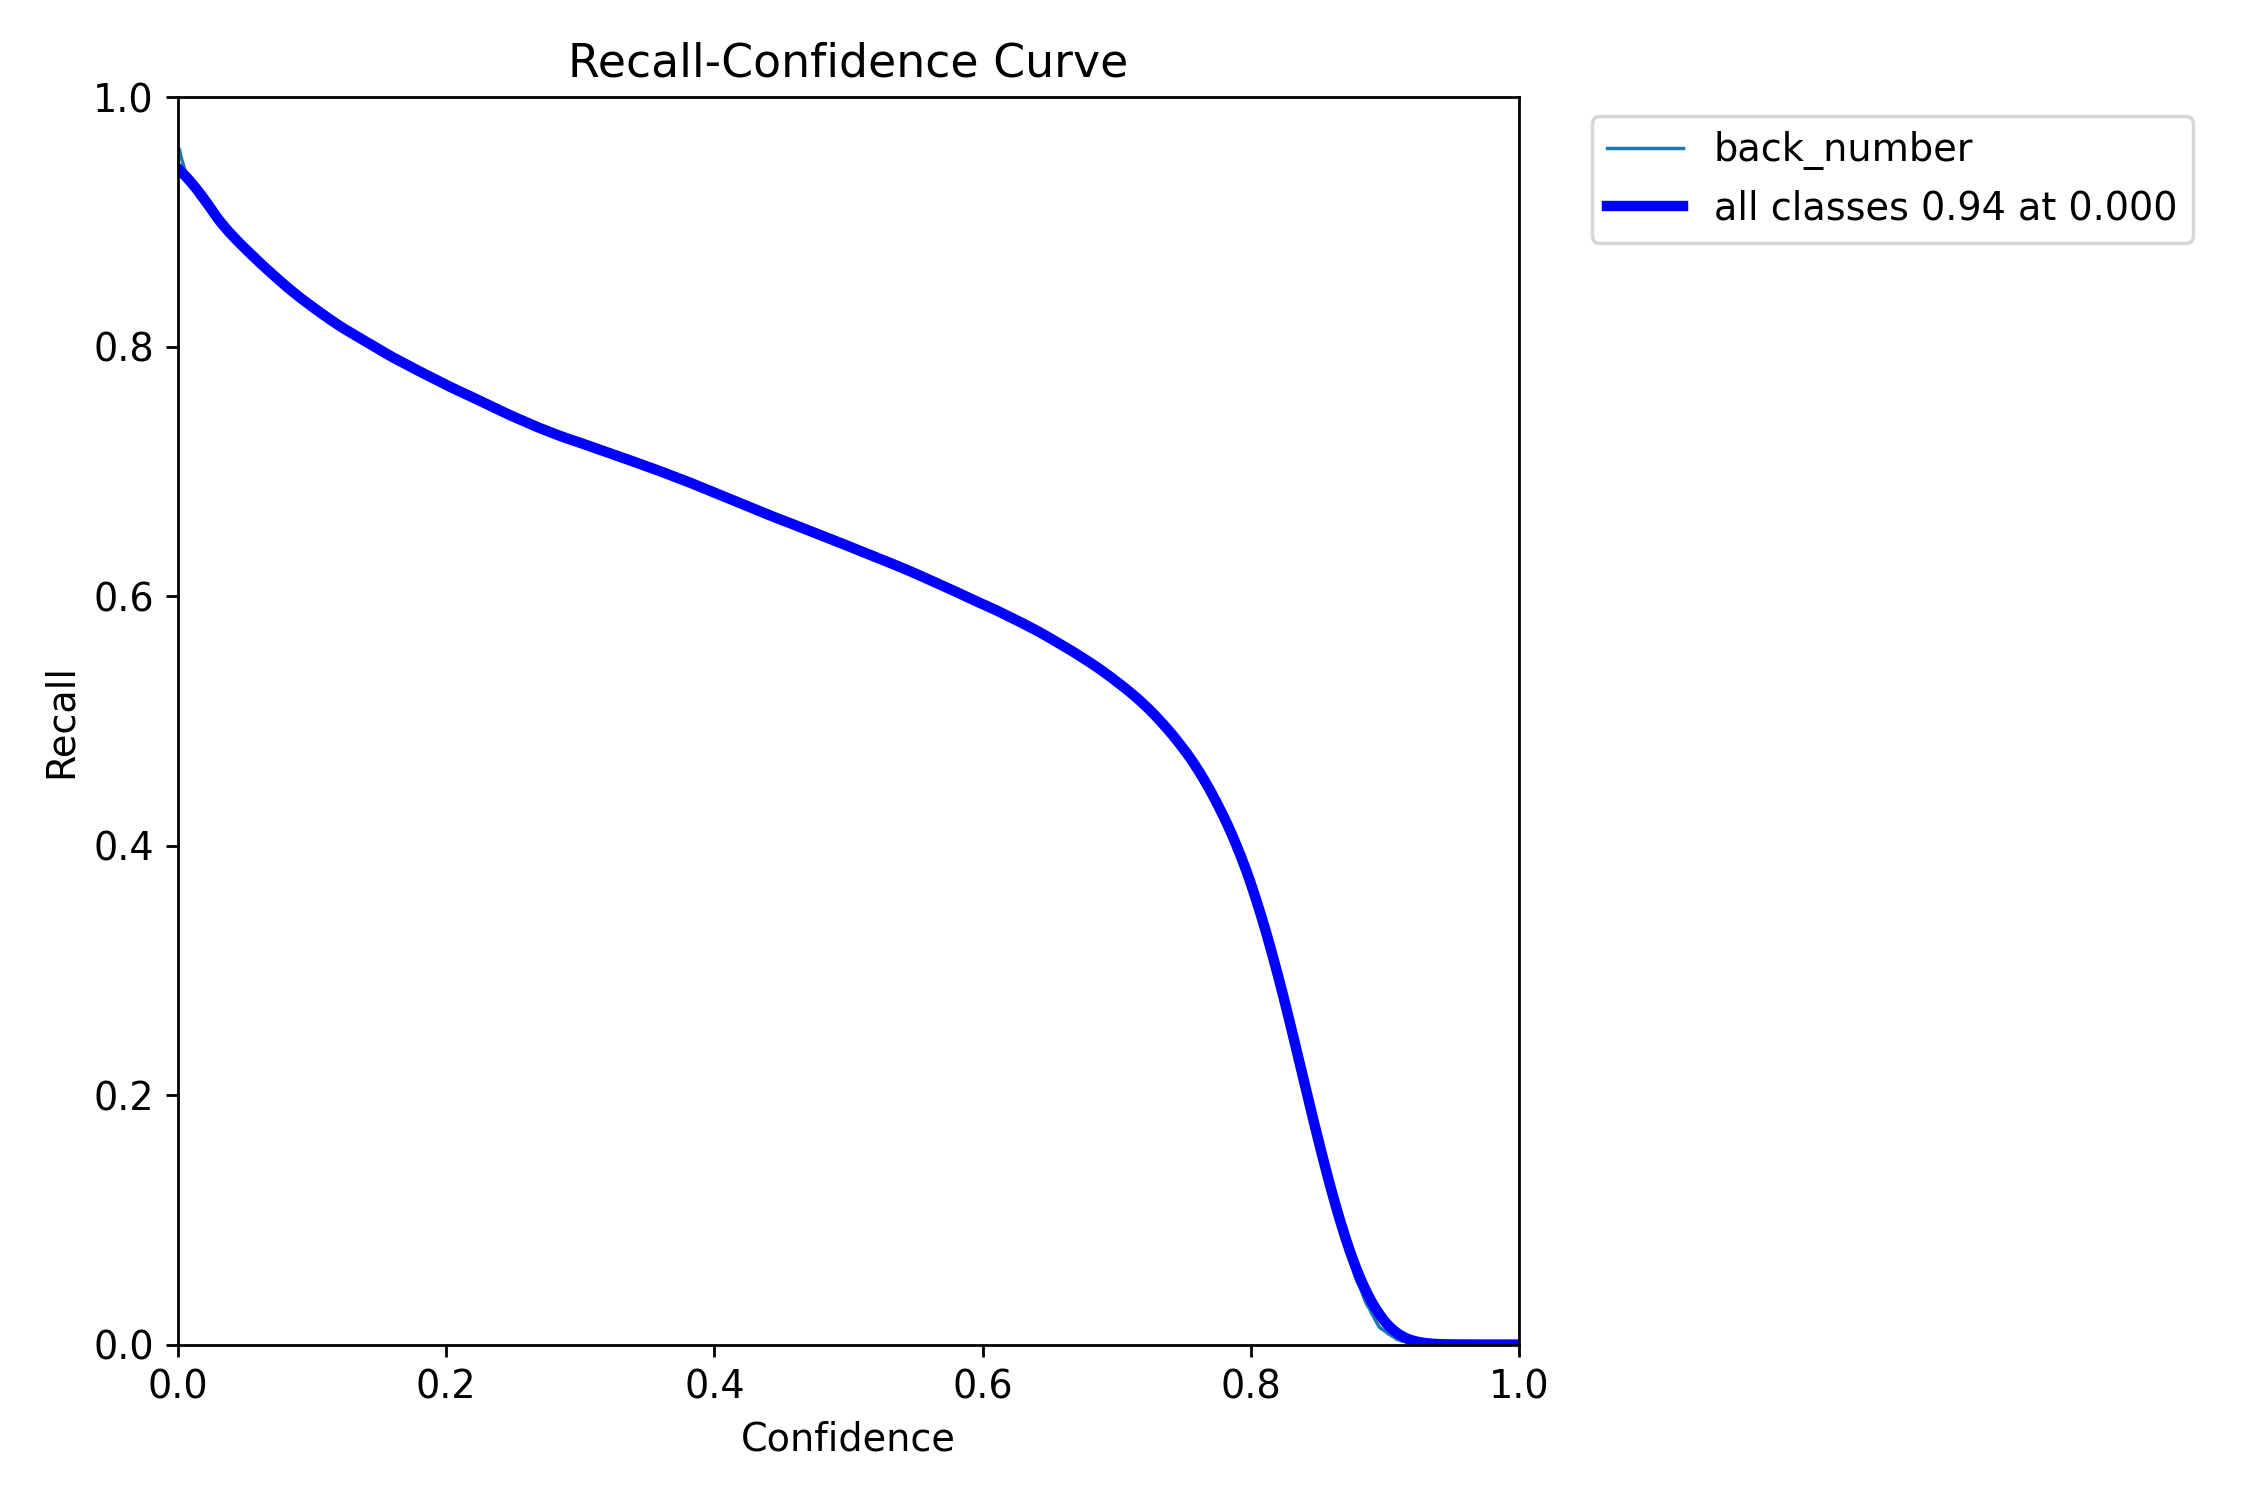 Recall-Confidence Curve
1.0
0.8
0.6
0.4
0.2
0.0
Recall
0.0 0.2 0.4 0.6 0.8 1.0
Confidence
back_number
all classes 0.94 at 0.000